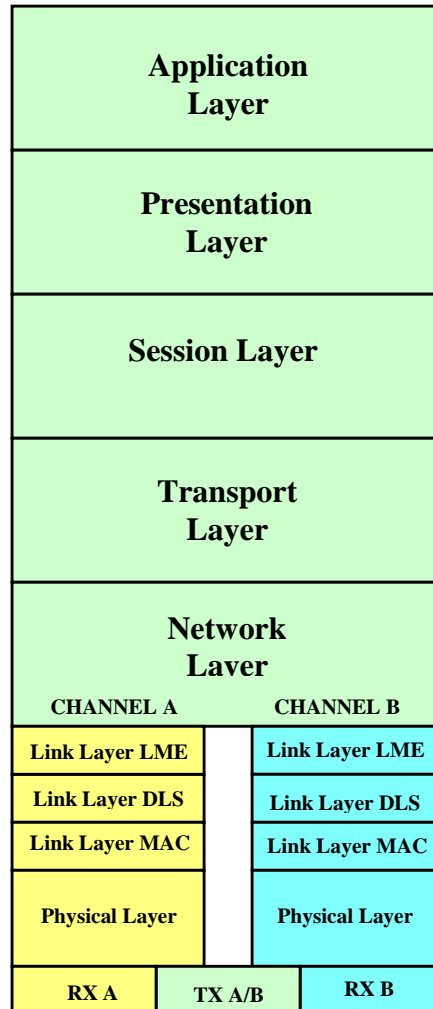 Application
Layer
Presentation
Layer
Session Layer
Transport
Layer
Network
Laver
CHANNEL A CHANNEL B
Link Layer LME Link Layer LME
Link Layer DLS Link Layer DLS
Link Layer MAC Link Layer MAC
Physical Layer Physical Layer
RX A TX A/B RX B